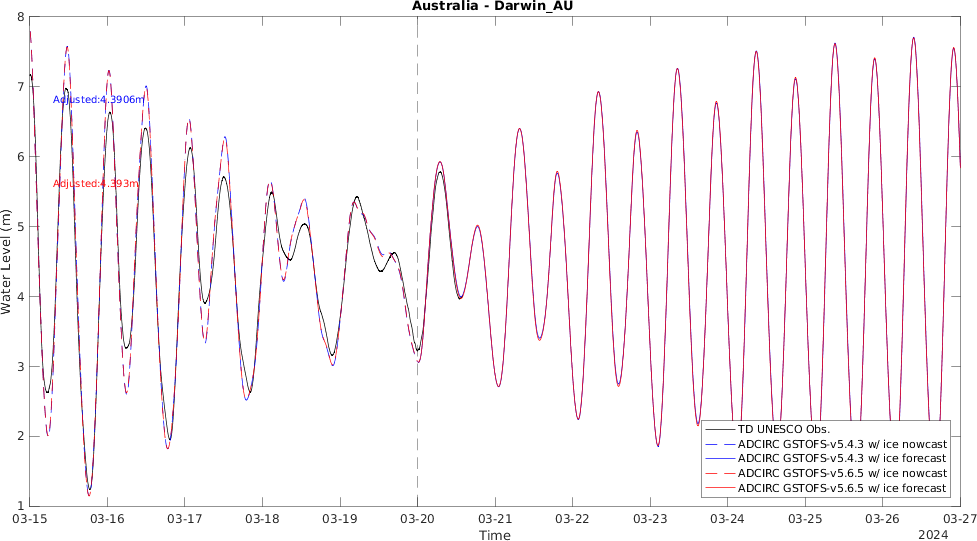 Australia - Darwin_AU
8
7
6
5
4
3
2
1
Water Level (m)
Adjusted:4.3906m
Adjusted:4.393m
TD UNESCO Obs.
ADCIRC GSTOFS-v5.4.3 w/ ice nowcast
ADCIRC GSTOFS-v5.4.3 w/ ice forecast
ADCIRC GSTOFS-v5.6.5 w/ ice nowcast
ADCIRC GSTOFS-v5.6.5 w/ ice forecast
03-15 03-16 03-17 03-18 03-19 03-20 03-21 03-22 03-23 03-24 03-25 03-26 03-27
Time
2024